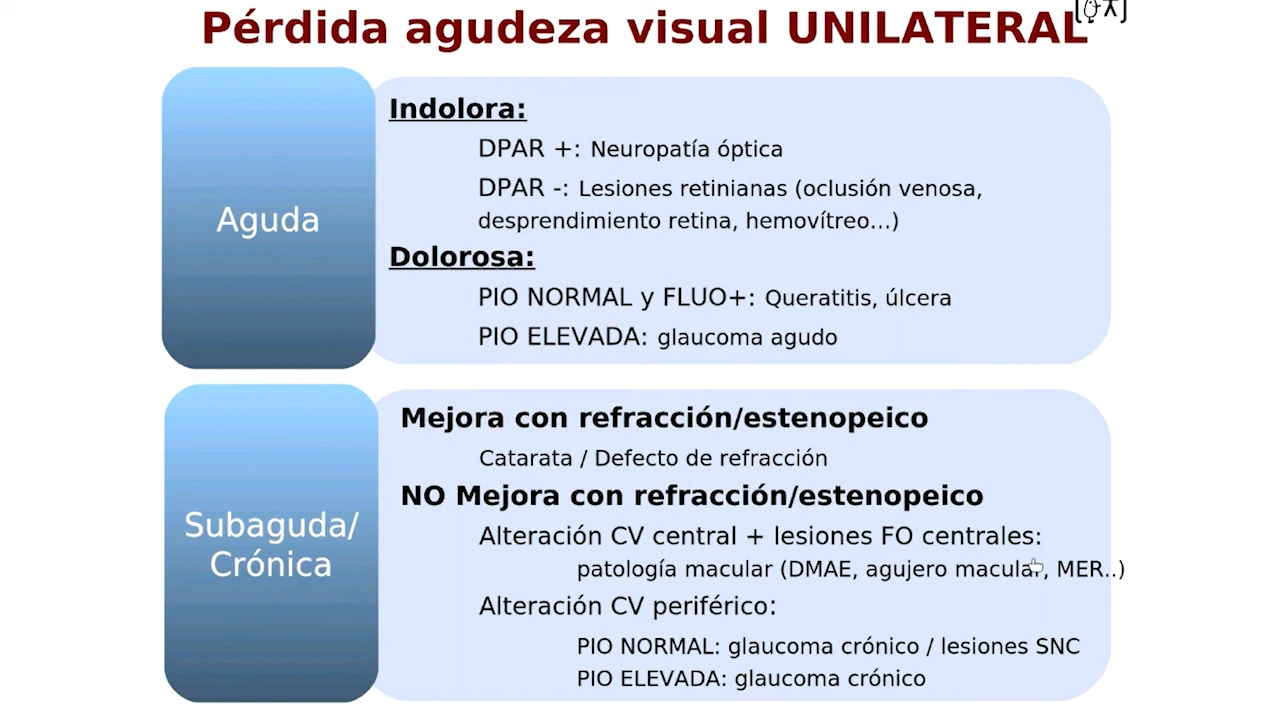 Pérdida agudeza visual UNILATERAL
Aguda
Indolora:
DPAR +: Neuropatía óptica
DPAR -: Lesiones retinianas (oclusión venosa,
desprendimiento retina, hemovítreo...)
Dolorosa:
PIO NORMAL y FLUO+: Queratitis, úlcera
PIO ELEVADA: glaucoma agudo
Subaguda/
Crónica
Mejora con refracción/estenopeico
Catarata / Defecto de refracción
NO Mejora con refracción/estenopeico
Alteración CV central + lesiones FO centrales:
patología macular (DMAE, agujero macular, MER..)
Alteración CV periférico:
PIO NORMAL: glaucoma crónico / lesiones SNC
PIO ELEVADA: glaucoma crónico